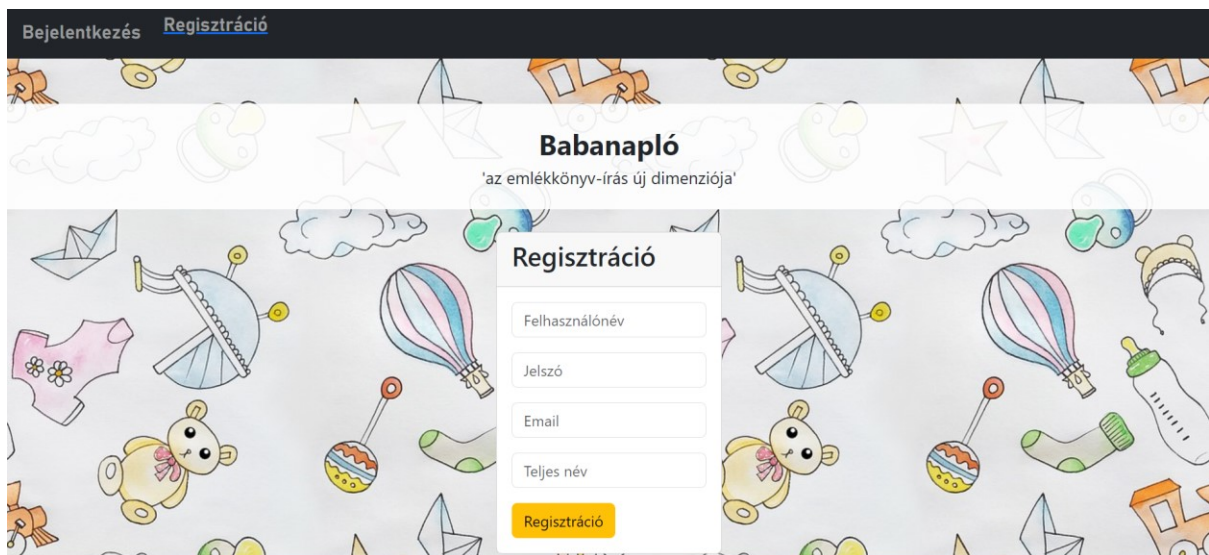 Bejelentkezés Regisztráció
Babanapló
'az emlékkönyv-írás új dimenziója'
Regisztráció
Felhasználónév
Jelszó
Email
Teljes név
Regisztráció